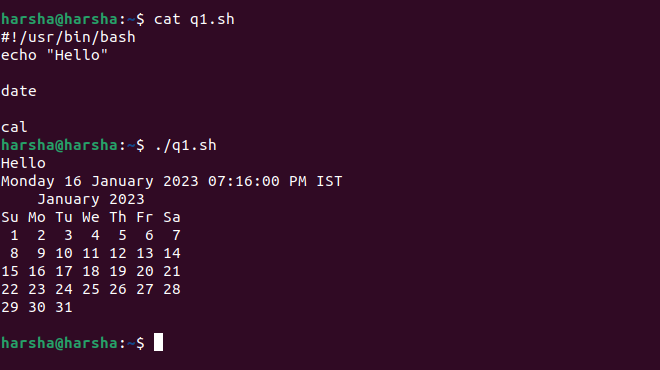 harsha@harsha:~$ cat q1.sh
#!/usr/bin/bash
echo "Hello"

date

cal
harsha@harsha:~$ ./q1.sh
Hello
Monday 16 January 2023 07:16:00 PM IST
    January 2023
Su Mo Tu We Th Fr Sa
 1  2  3  4  5  6  7
 8  9 10 11 12 13 14
15 16 17 18 19 20 21
22 23 24 25 26 27 28
29 30 31

harsha@harsha:~$